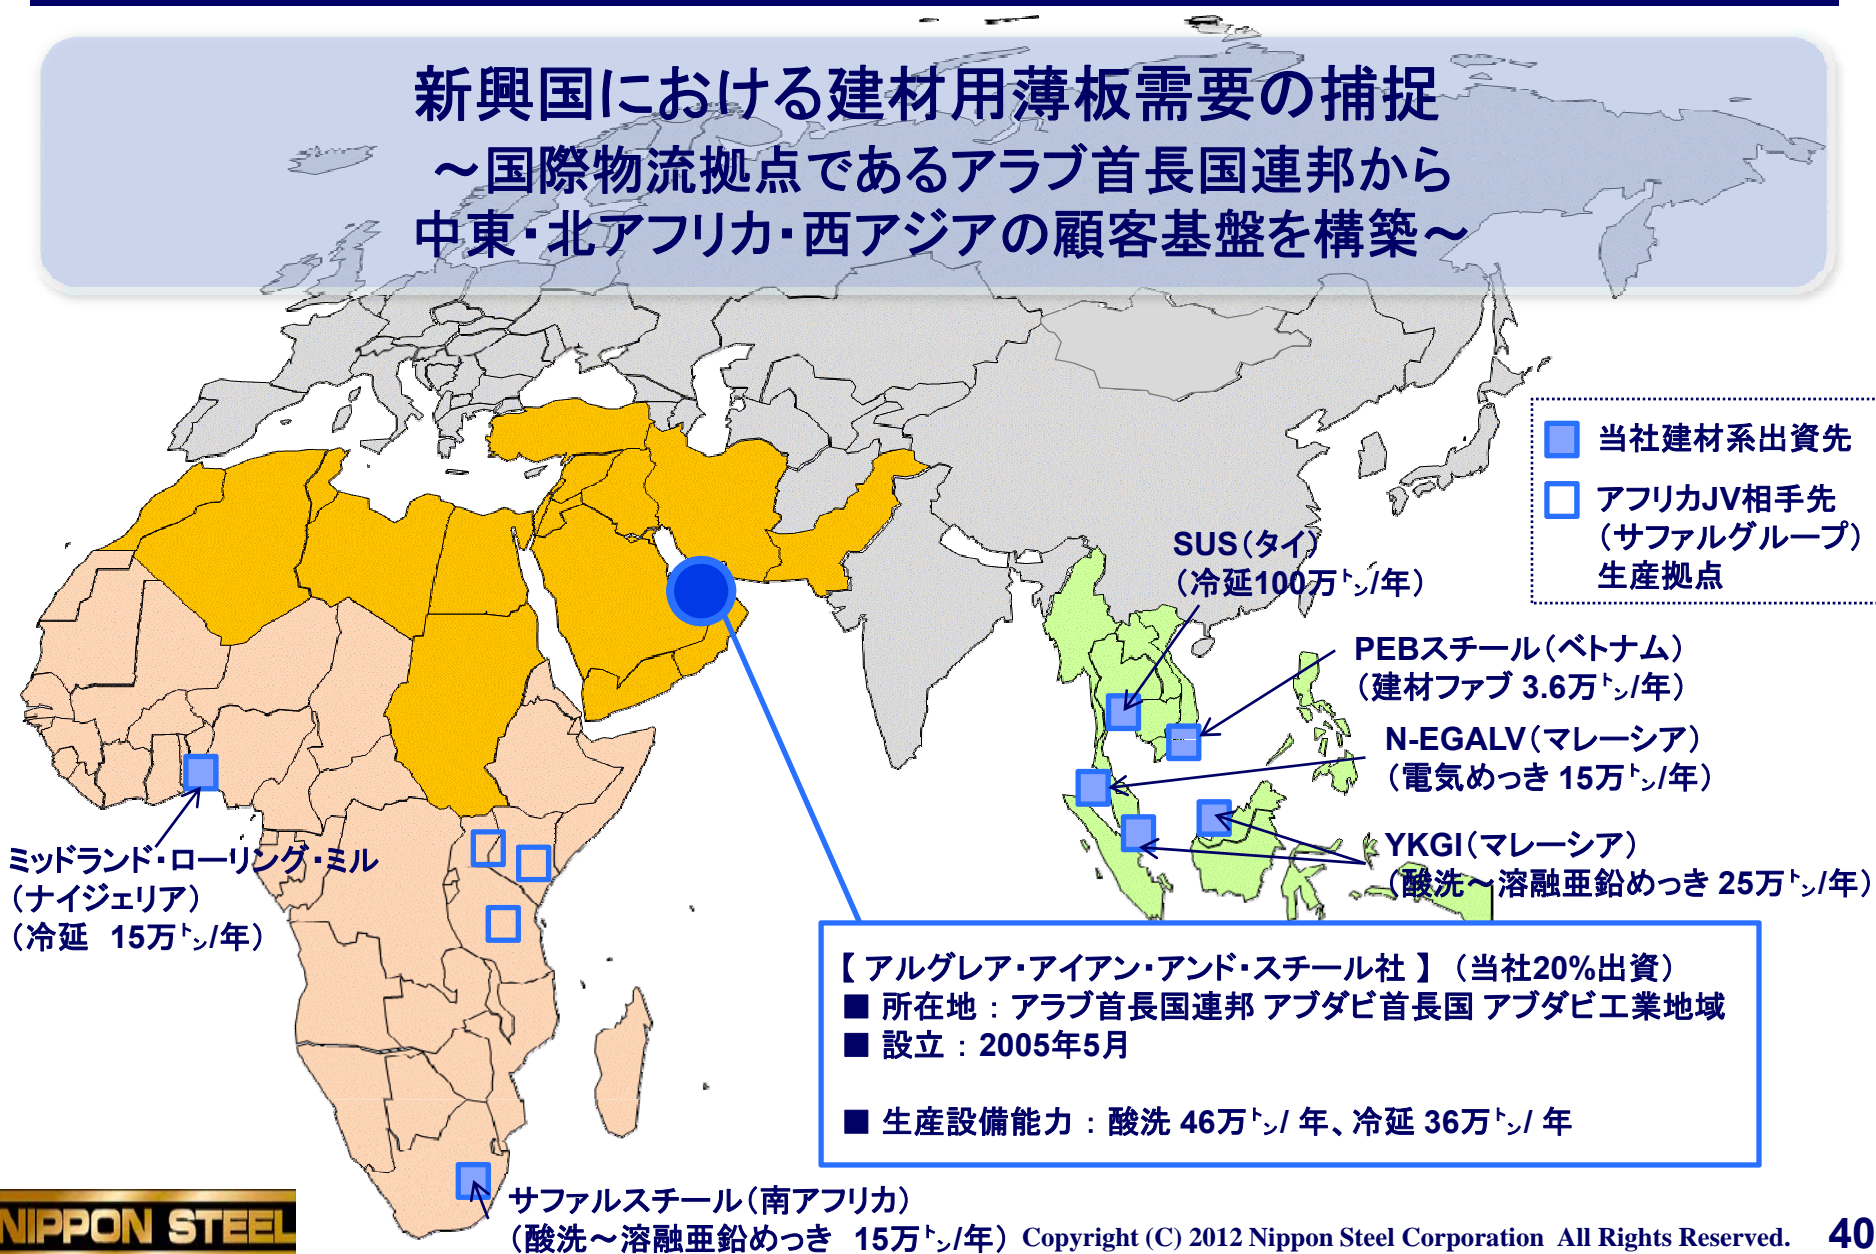 新興国における建材用薄板需要の捕捉
～国際物流拠点であるアラブ首長国連邦から
中東・北アフリカ・西アジアの顧客基盤を構築～
当社建材系出資先
アフリカJV相手先
（サファルグループ）
生産拠点
SUS（タイ）
（冷延100万㌧/年）
PEBスチール（ベトナム）
（建材ファブ 3.6万㌧/年）
N-EGALV（マレーシア）
（電気めっき 15万㌧/年）
YKGI（マレーシア）
（酸洗～溶融亜鉛めっき 25万㌧/年）
ミッドランド・ローリング・ミル
（ナイジェリア）
（冷延 15万㌧/年）
【 アルグレア・アイアン・アンド・スチール社 】（当社20%出資）
■ 所在地 ： アラブ首長国連邦 アブダビ首長国 アブダビ工業地域
■ 設立 ： 2005年5月
■ 生産設備能力 ： 酸洗 46万㌧/ 年、冷延 36万㌧/ 年
サファルスチール（南アフリカ）
（酸洗～溶融亜鉛めっき 15万㌧/年）
NIPPON STEEL
Copyright (C) 2012 Nippon Steel Corporation All Rights Reserved.
40